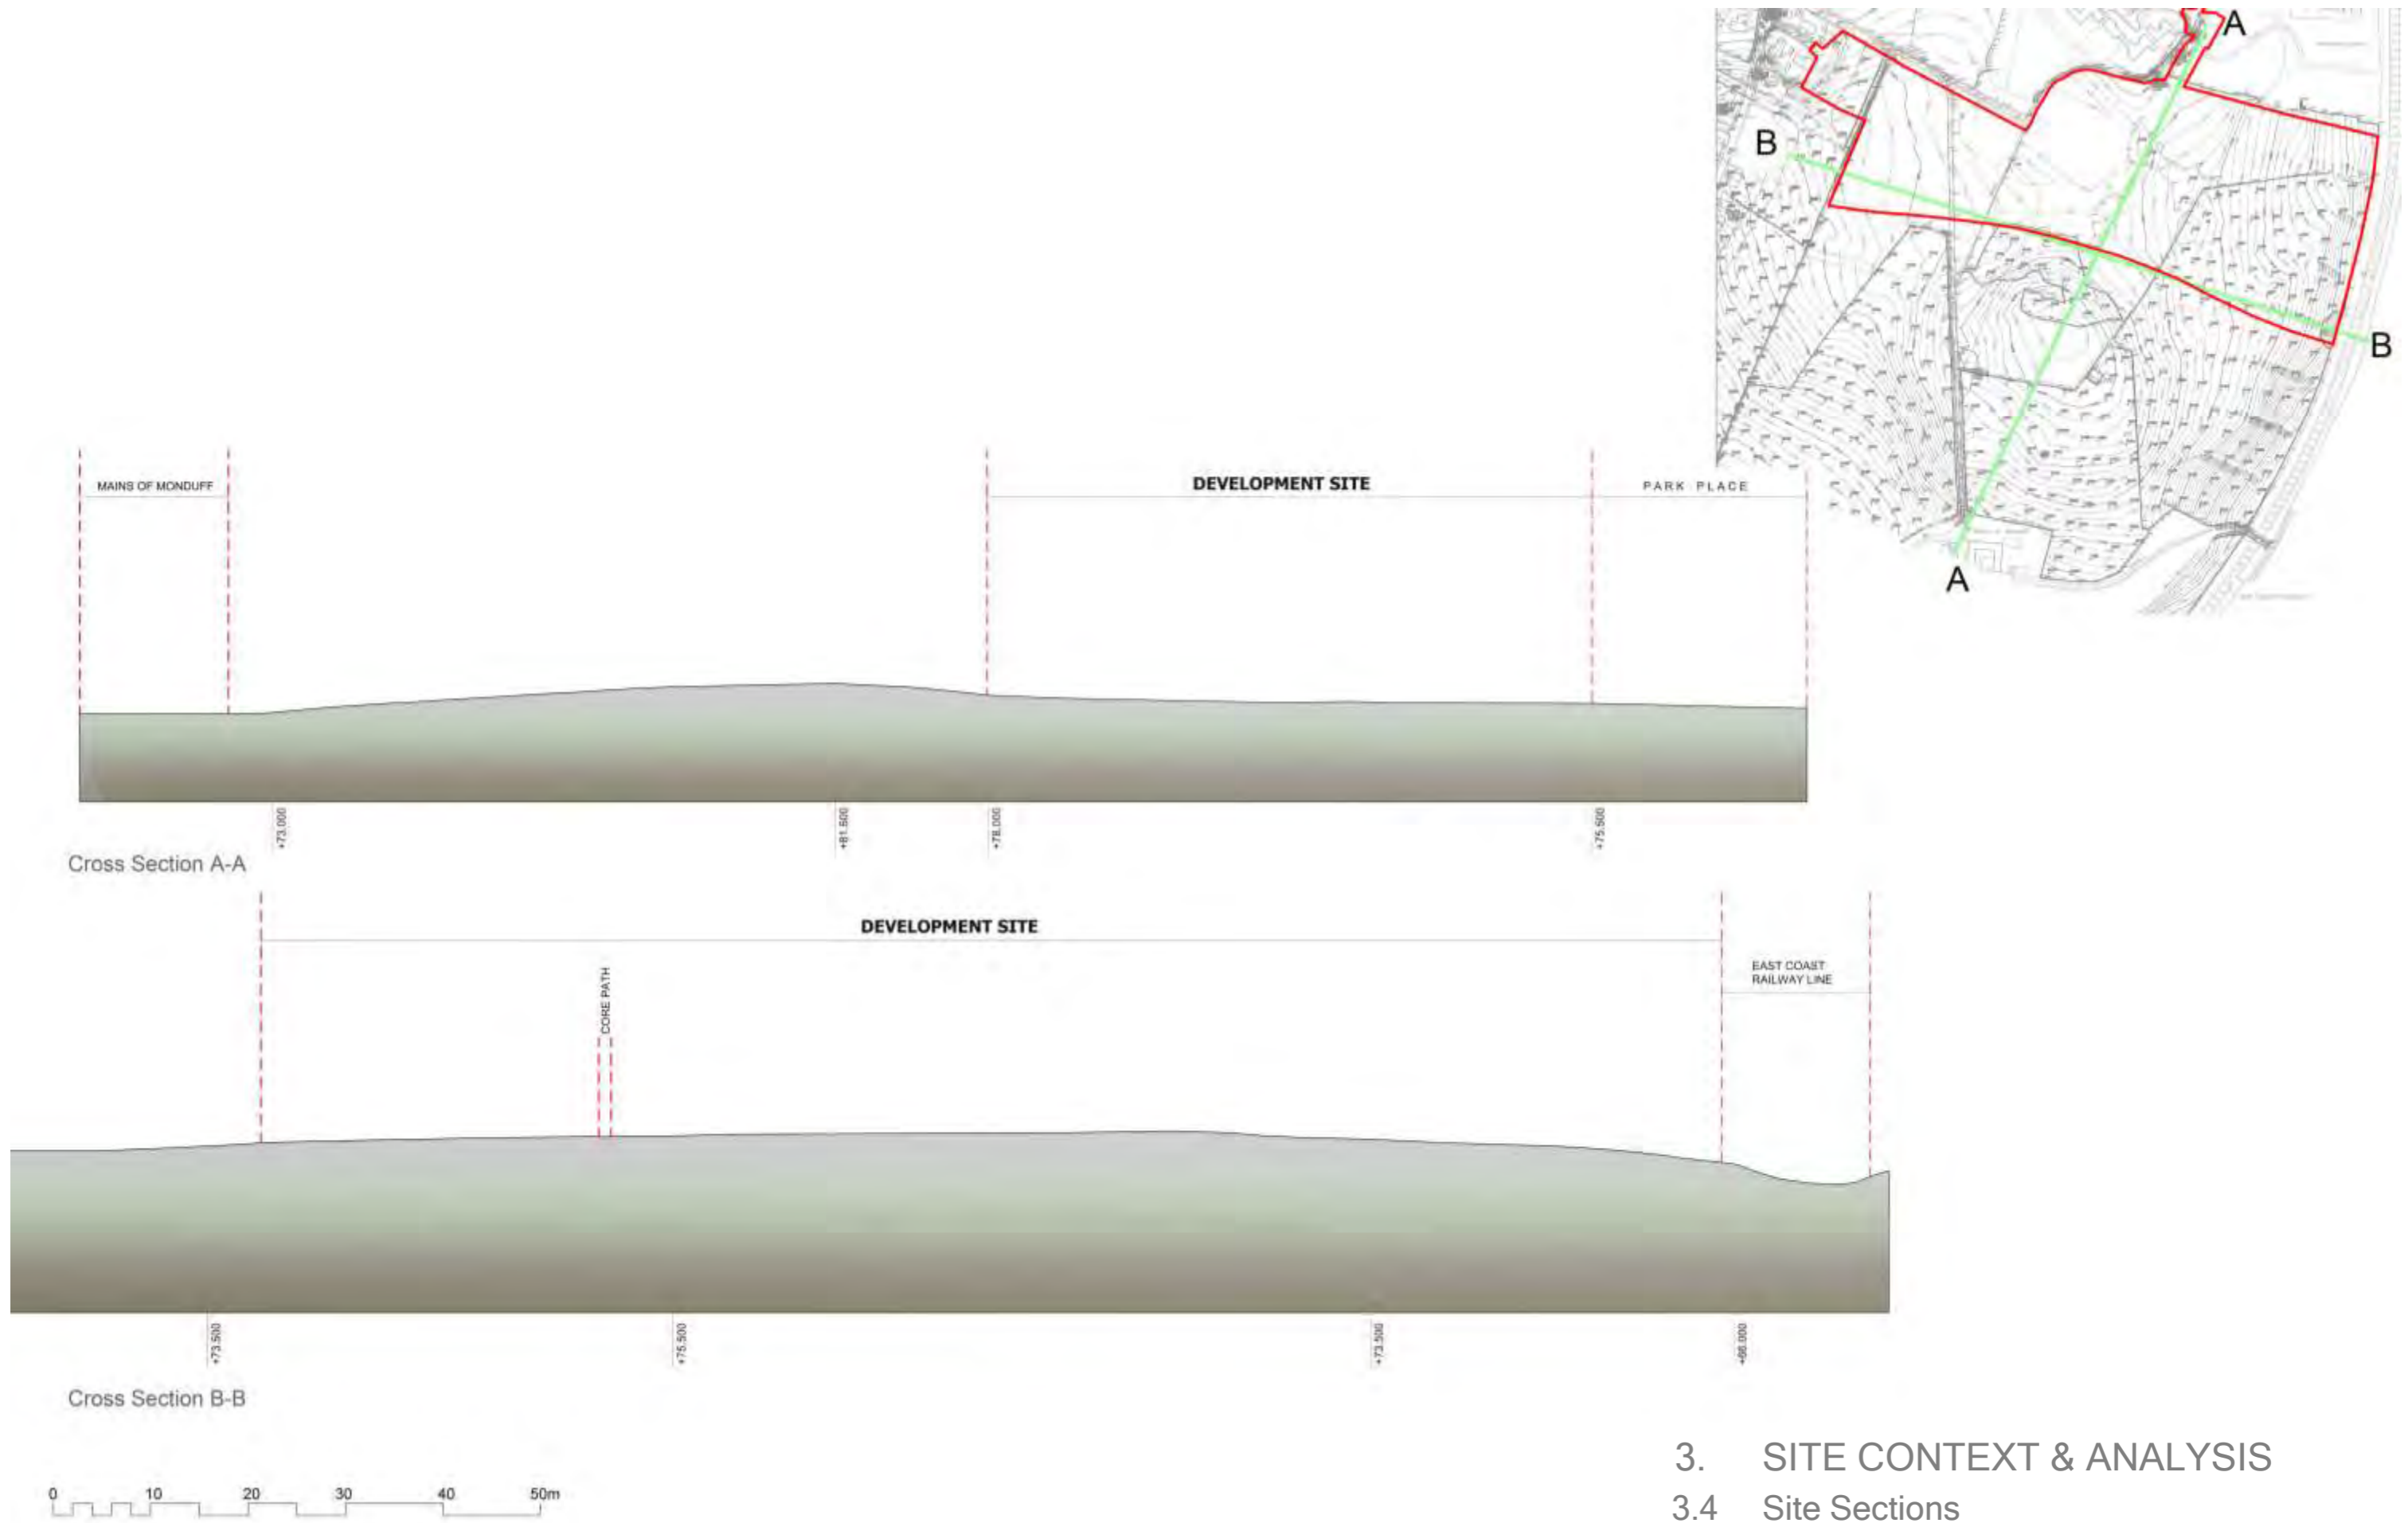 A
B
B
A
MAINS OF MONDUFF
DEVELOPMENT SITE
PARK PLACE
+73.000
+81.500
+78.000
+75.500
Cross Section A-A
DEVELOPMENT SITE
CORE PATH
EAST COAST
RAILWAY LINE
+73.500
+75.500
+73.500
+66.000
Cross Section B-B
0 10 20 30 40 50m
3. SITE CONTEXT & ANALYSIS
3.4 Site Sections